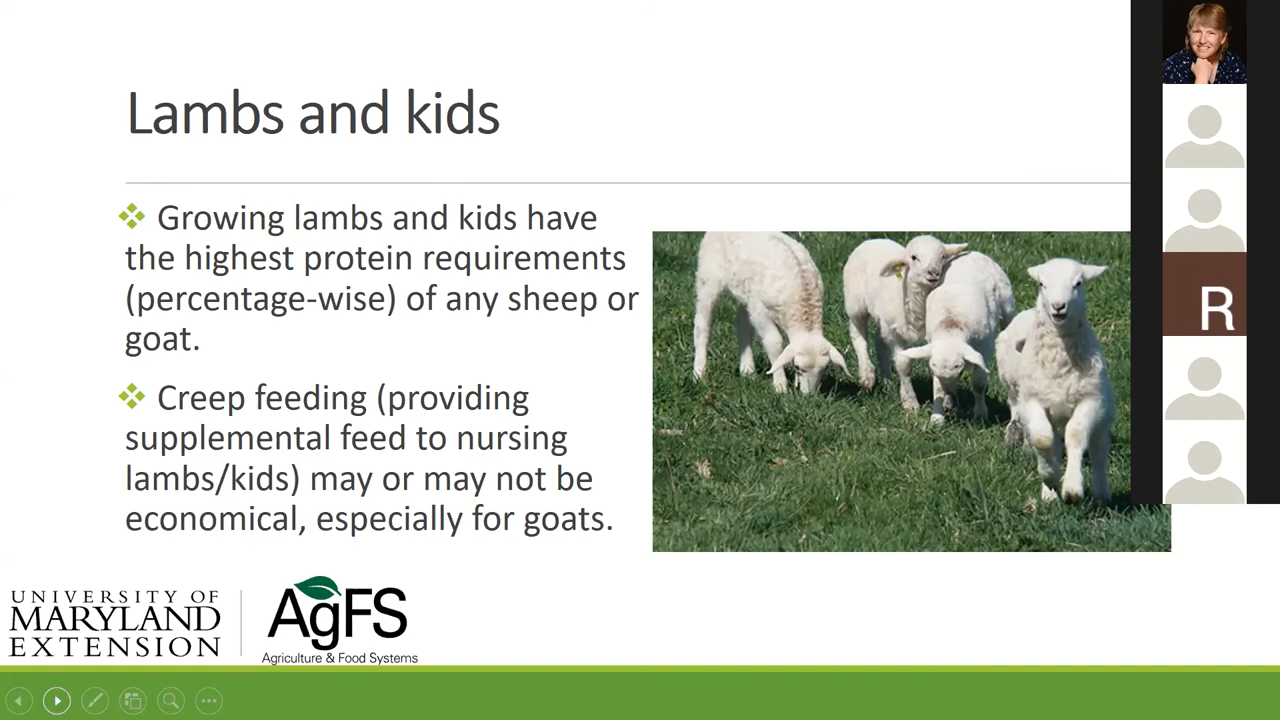 Lambs and kids
Growing lambs and kids have
the highest protein requirements
(percentage-wise) of any sheep or
goat.
Creep feeding (providing
supplemental feed to nursing
lambs/kids) may or may not be
economical, especially for goats.
UNIVERSITY OF
MARYLAND
EXTENSION
AgFS
Agriculture & Food Systems
R